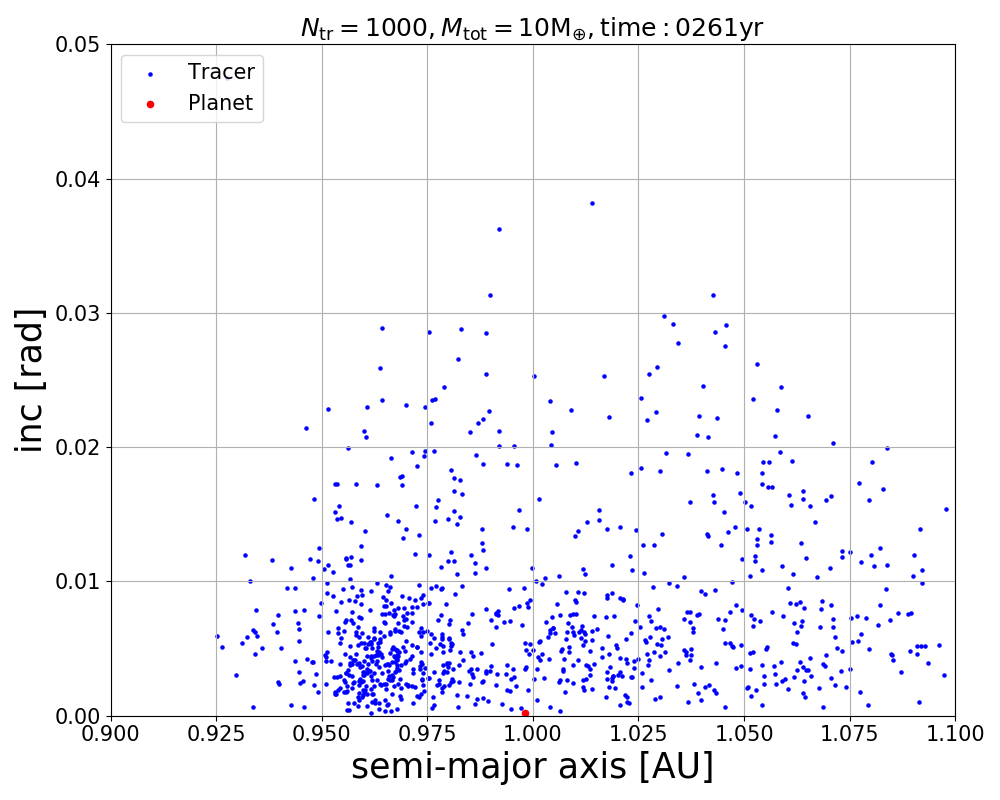 N_tr = 1000, M_tot = 10M_⊕, time : 0261yr
Tracer
Planet
0.05
0.04
0.03
0.02
0.01
0.00
inc [rad]
0.900 0.925 0.950 0.975 1.000 1.025 1.050 1.075 1.100
semi-major axis [AU]